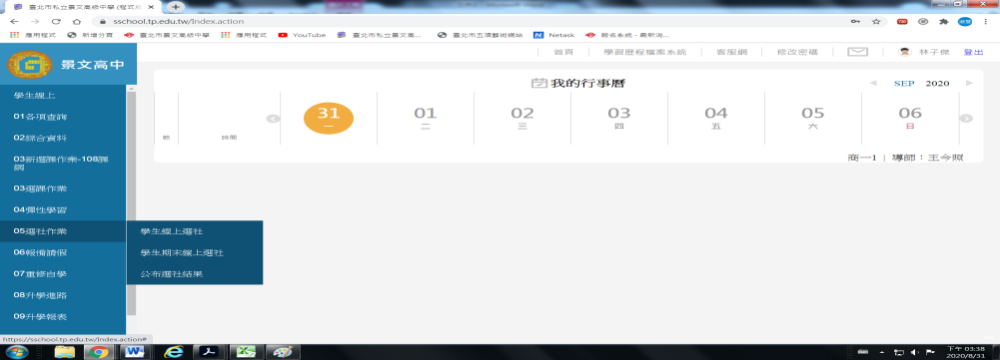 臺北市私立景文高級中學 (程式
sschool.tp.edu.tw/Index.action
應用程式 新增分頁 臺北市景文高級中學 應用程式 YouTube 臺北市私立景文高... 臺北市五項藝術網站 Netask 報名系統 - 最新消...
景文高中
首頁 | 學習歷程檔案系統 | 客服網 | 修改密碼 | 林子傑 登出
學生線上
01各項查詢
02綜合資料
03新選課作業-108課綱
03選課作業
04彈性學習
05選社作業
06報備請假
07重修自學
08升學進路
09升學報表
學生線上選社
學生期末線上選社
公布選社結果
我的行事曆
SEP 2020
節 時間
31 一
01 二
02 三
03 四
04 五
05 六
06 日
商一1 | 導師：王今照
https://sschool.tp.edu.tw/Index.action#
下午 03:38
2020/8/31